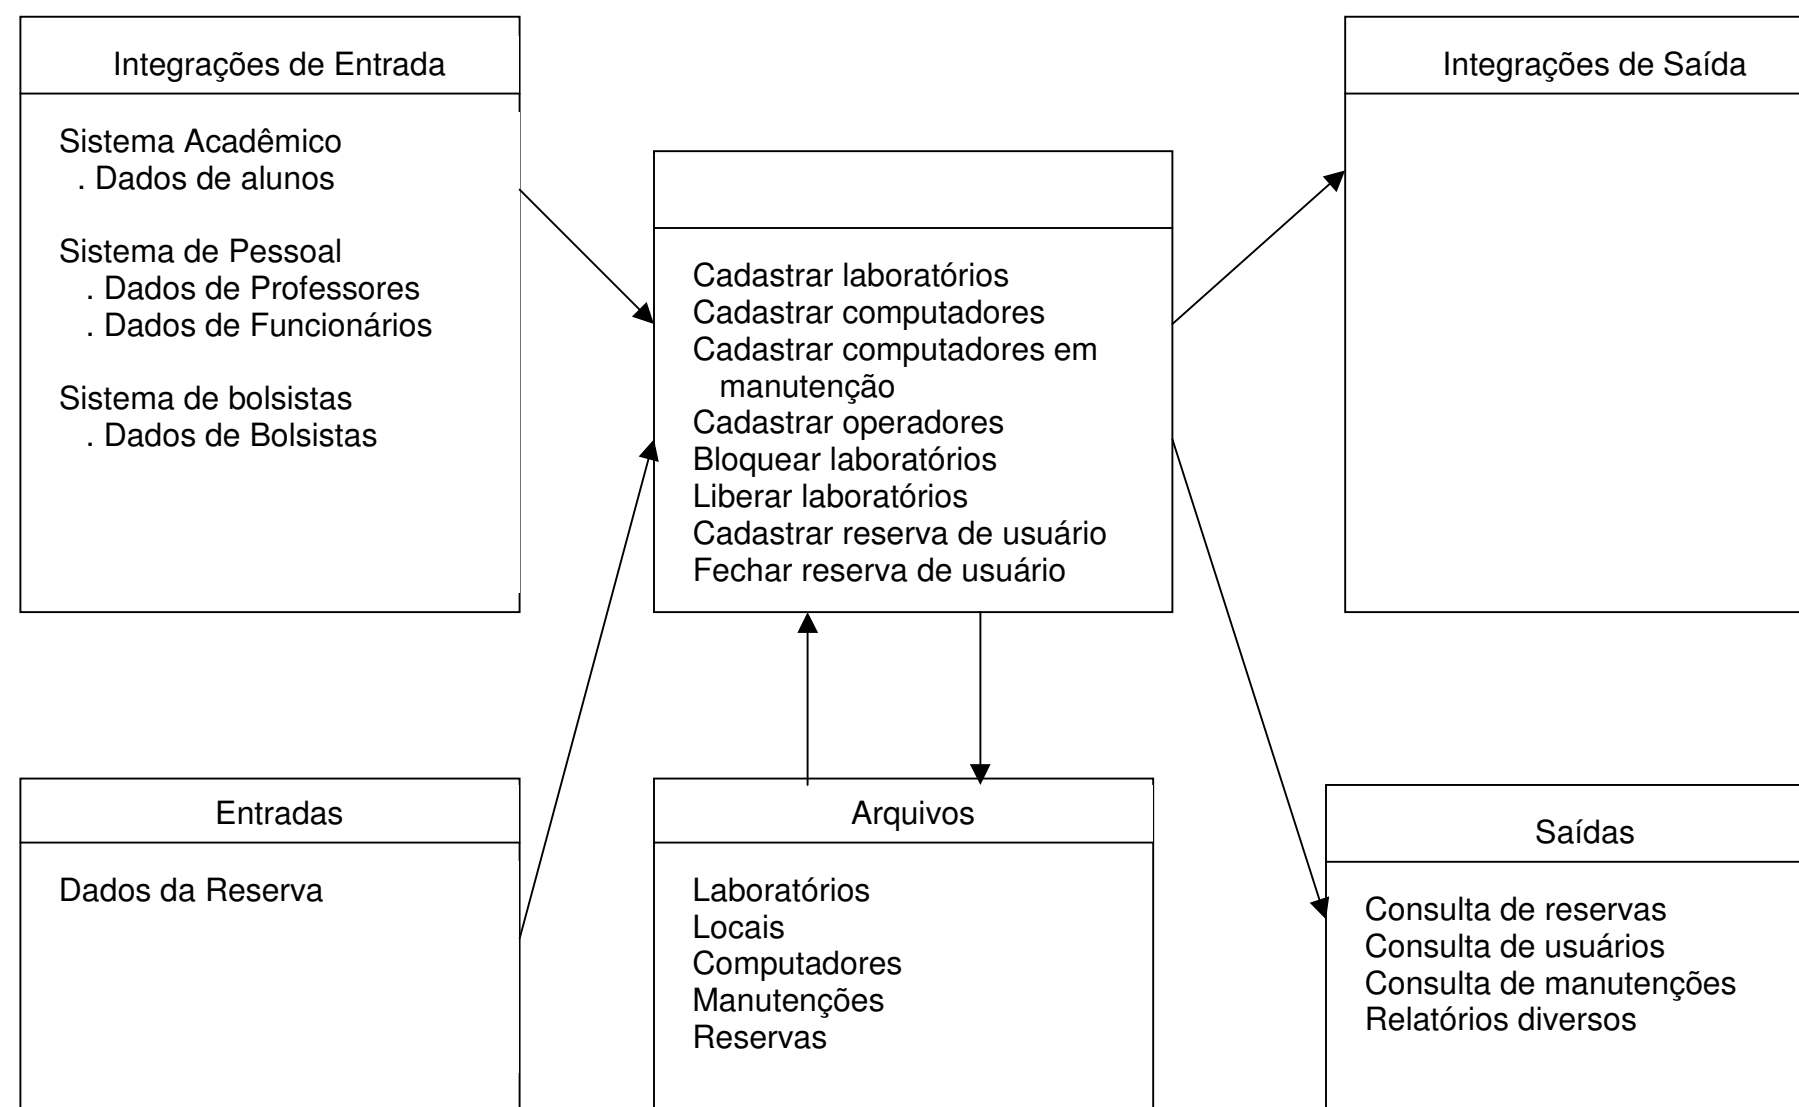 Integrações de Entrada
Sistema Acadêmico
. Dados de alunos
Sistema de Pessoal
. Dados de Professores
. Dados de Funcionários
Sistema de bolsistas
. Dados de Bolsistas
Cadastrar laboratórios
Cadastrar computadores
Cadastrar computadores em
manutenção
Cadastrar operadores
Bloquear laboratórios
Liberar laboratórios
Cadastrar reserva de usuário
Fechar reserva de usuário
Integrações de Saída
Entradas
Dados da Reserva
Arquivos
Laboratórios
Locais
Computadores
Manutenções
Reservas
Saídas
Consulta de reservas
Consulta de usuários
Consulta de manutenções
Relatórios diversos